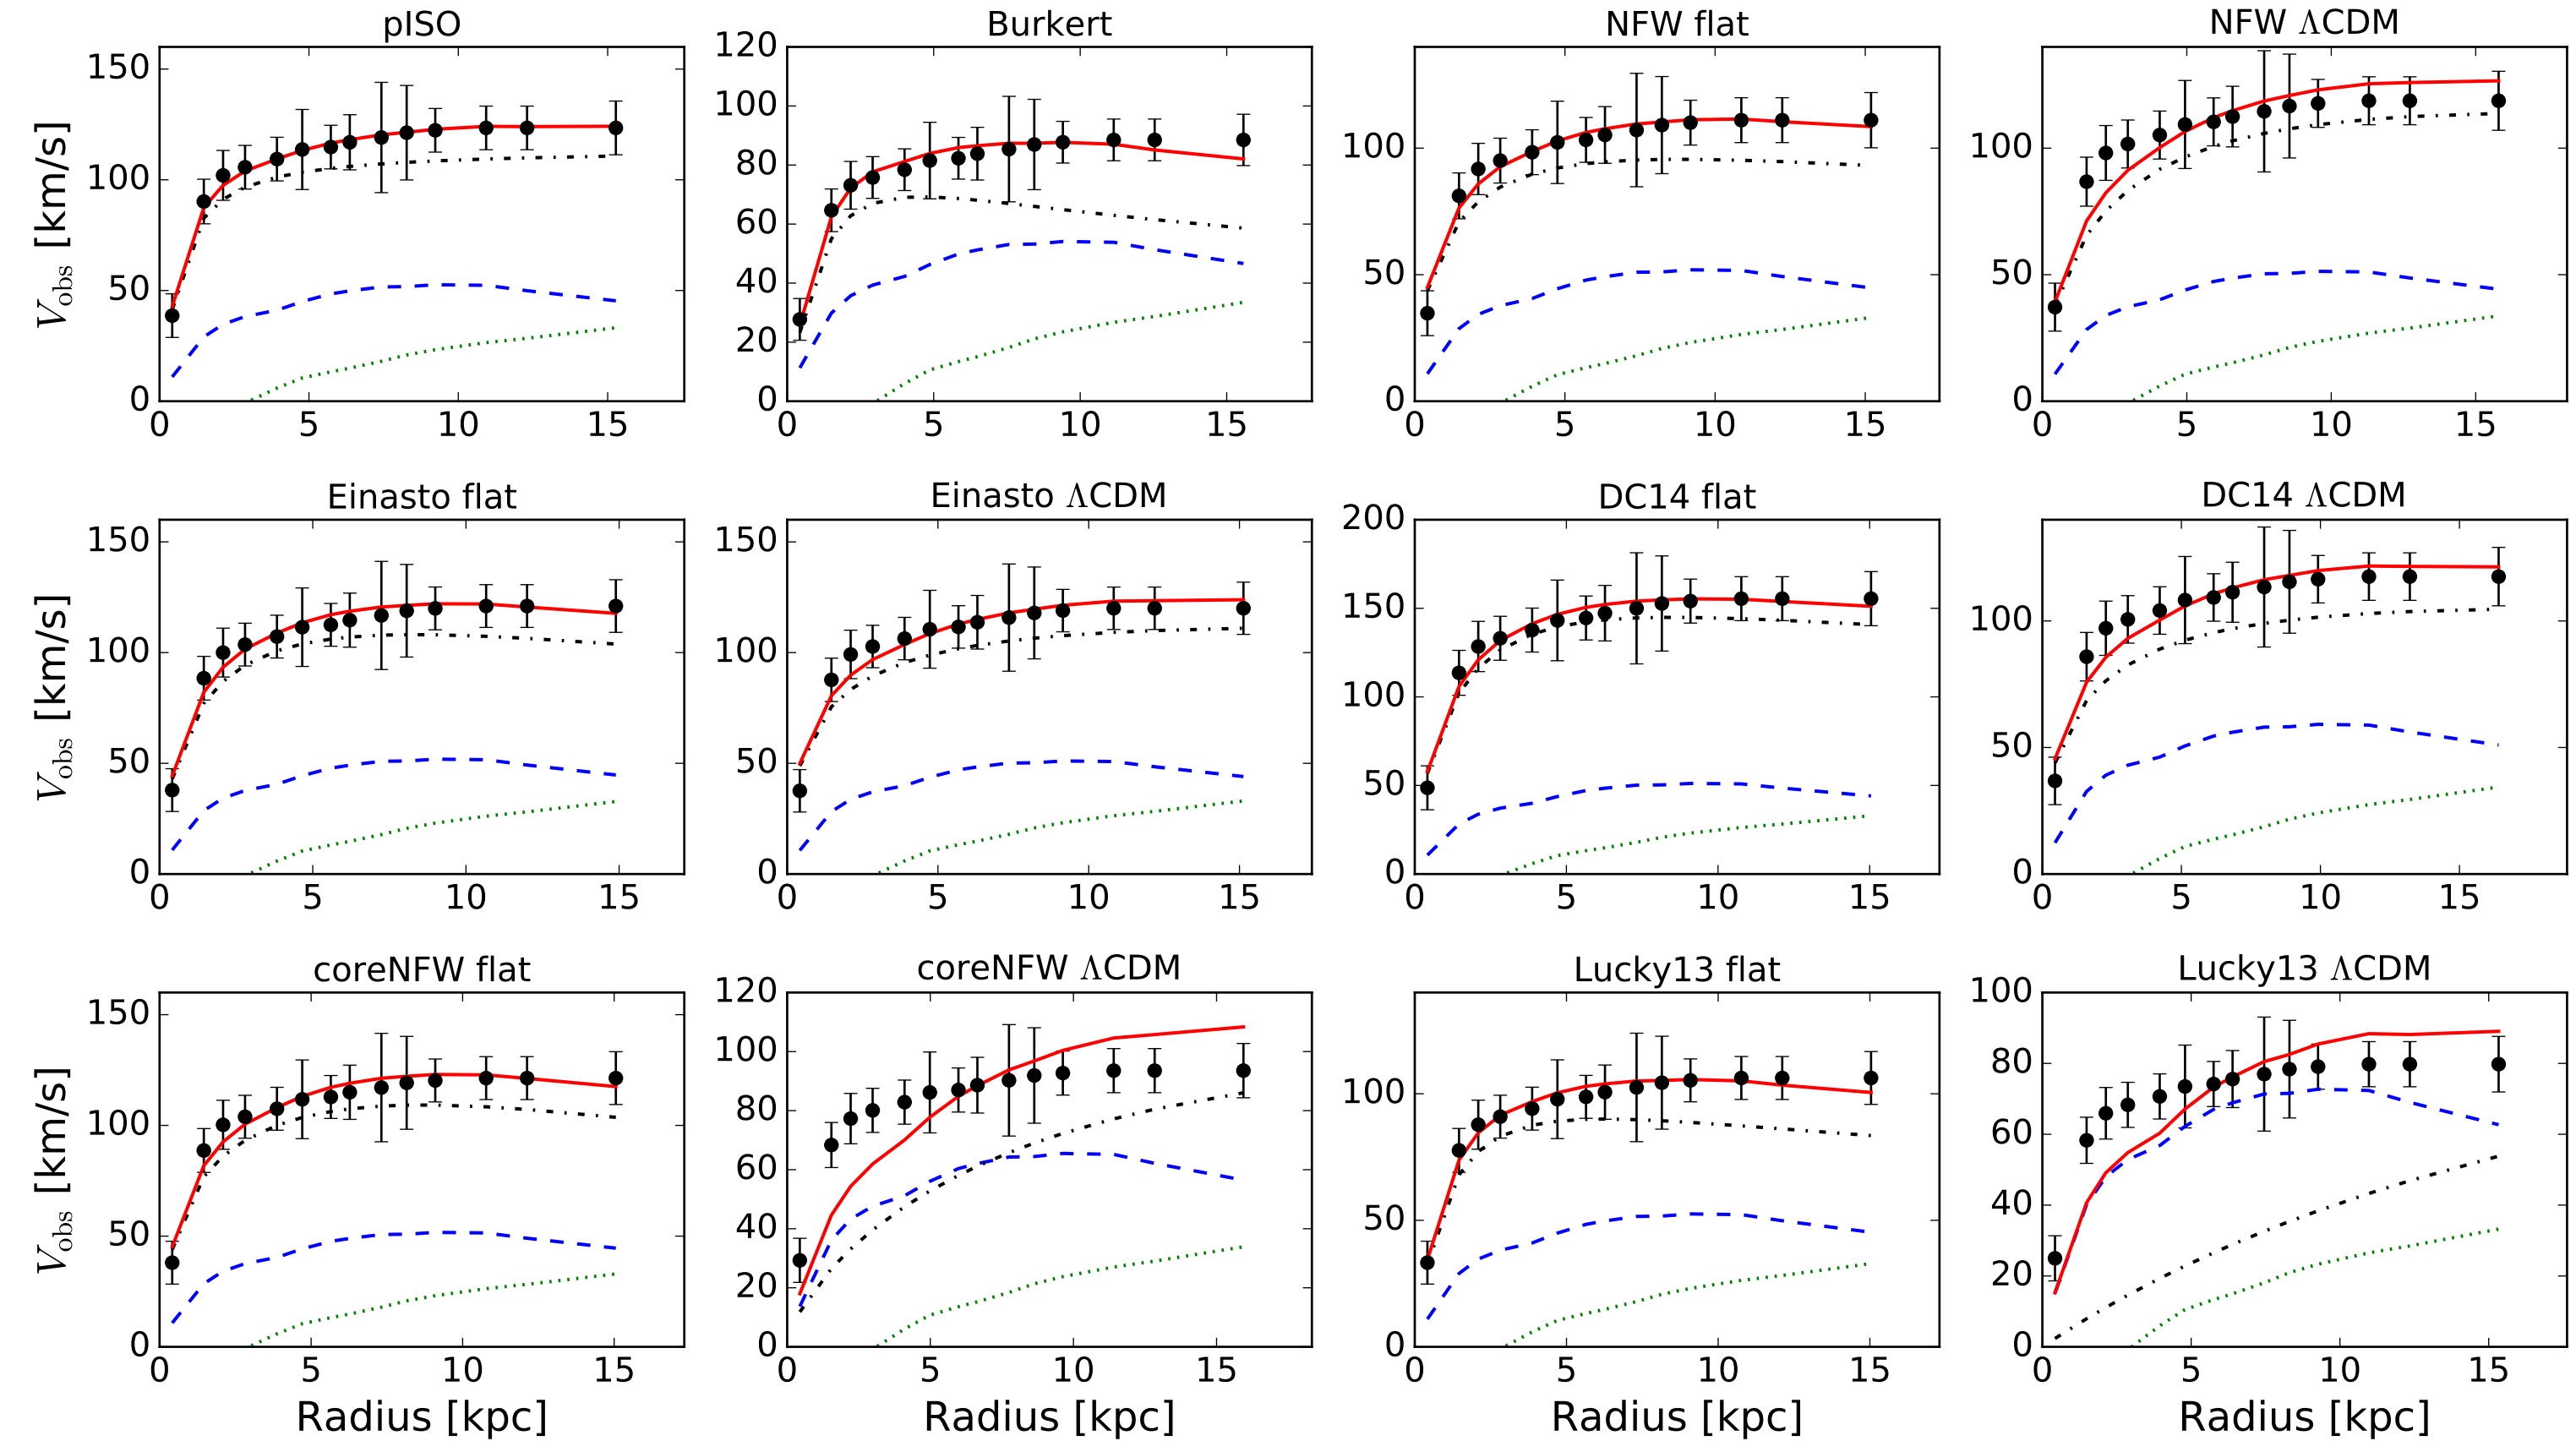 pISO
Burkert
NFW flat
NFW ΛCDM
V_obs [km/s]
150
100
50
0
0 5 10 15
120
100
80
60
40
20
0
0 5 10 15
100
50
0
0 5 10 15
100
50
0
0 5 10 15
Einasto flat
Einasto ΛCDM
DC14 flat
DC14 ΛCDM
V_obs [km/s]
150
100
50
0
0 5 10 15
150
100
50
0
0 5 10 15
200
150
100
50
0
0 5 10 15
100
50
0
0 5 10 15
coreNFW flat
coreNFW ΛCDM
Lucky13 flat
Lucky13 ΛCDM
V_obs [km/s]
150
100
50
0
0 5 10 15
120
100
80
60
40
20
0
0 5 10 15
100
50
0
0 5 10 15
100
80
60
40
20
0
0 5 10 15
Radius [kpc]
Radius [kpc]
Radius [kpc]
Radius [kpc]